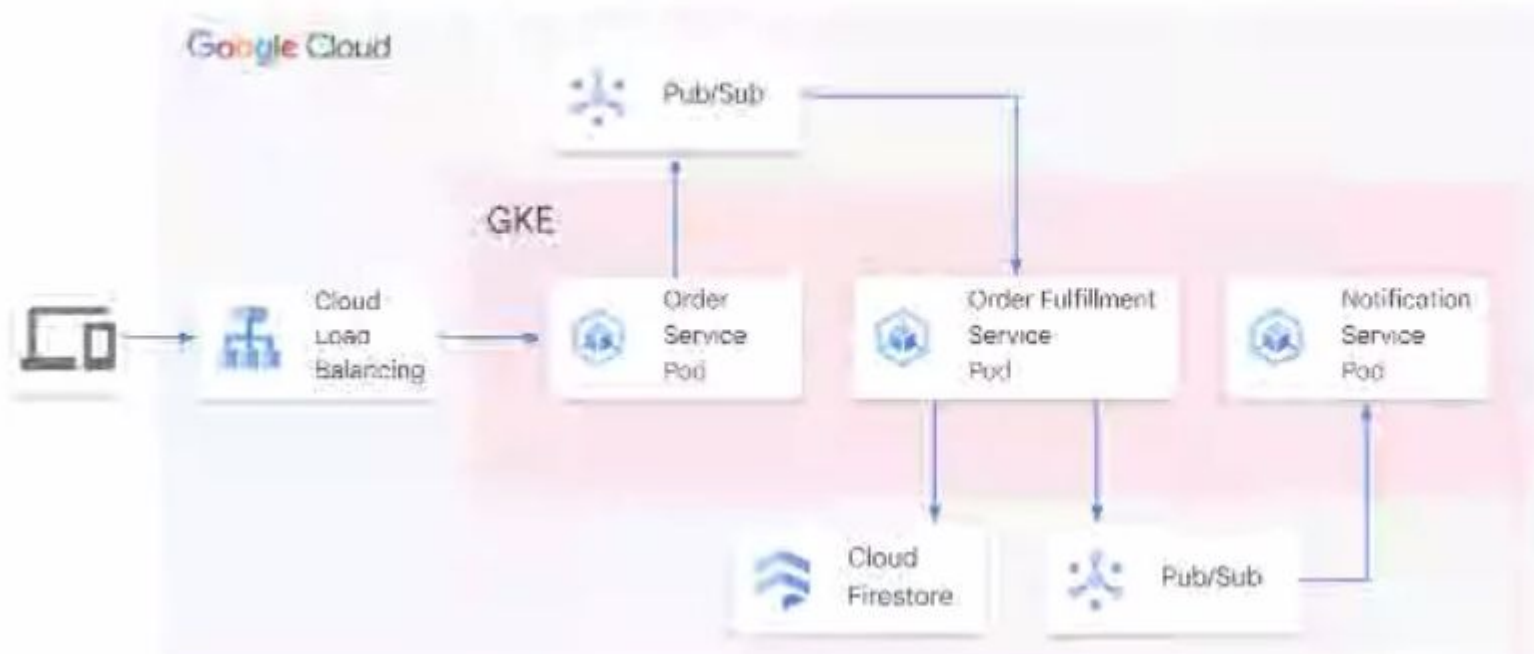 Google Cloud
Pub/Sub
GKE
Cloud
Load
Balancing
Order
Service
Pod
Order Fulfillment
Service
Pod
Notification
Service
Pod
Cloud
Firestore
Pub/Sub